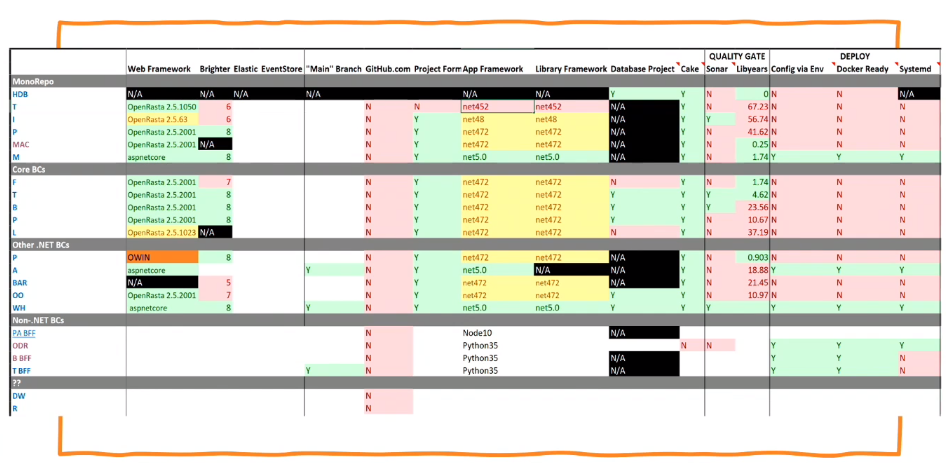 QUALITY GATE DEPLOY
Web Framework Brighter Elastic EventStore "Main" Branch GitHub.com Project Form App Framework Library Framework Database Project Cake Sonar Libyears Config via Env Docker Ready Systemd
MonoRepo
HDB N/A N/A N/A N/A N/A N/A Y Y N 0 N N N/A
T OpenRasta 2.5.1050 6 N N net452 net452 N/A Y N 67.23 N N N
I OpenRasta 2.5.63 6 N Y net48 net48 N/A Y Y 56.74 N N N
P OpenRasta 2.5.2001 8 N Y net472 net472 N/A Y N 41.62 N N N
MAC OpenRasta 2.5.2001 N/A N Y net472 net472 N/A Y N 0.25 N N N
M aspnetcore 8 N Y net5.0 net5.0 N/A Y N 1.74 Y Y Y
Core BCs
F OpenRasta 2.5.2001 7 N Y net472 net472 N Y N 1.74 N N N
T OpenRasta 2.5.2001 8 N Y net472 net472 Y Y Y 4.62 N N N
B OpenRasta 2.5.2001 8 N Y net472 net472 Y Y Y 23.56 N N N
P OpenRasta 2.5.2001 8 N Y net472 net472 Y Y N 10.67 N N N
L OpenRasta 2.5.1023 N/A N Y net472 net472 N Y N 37.19 N N N
Other .NET BCs
P OWIN 8 N Y net472 net472 N/A Y N 0.903 N N N
A aspnetcore Y N Y net5.0 N/A N/A Y N 18.88 Y Y Y
BAR N/A 5 N Y net472 net472 N/A Y N 21.45 N N N
OO OpenRasta 2.5.2001 7 N Y net472 net472 Y Y N 10.97 N N N
WH aspnetcore 8 Y N Y net5.0 net5.0 Y Y Y Y Y Y
Non-.NET BCs
PA BFF N Node10 N/A
ODR N Python35 N N Y Y Y
B BFF N Python35 N/A Y Y N
T BFF Y N Python35 N/A Y Y N
??
DW N
R N